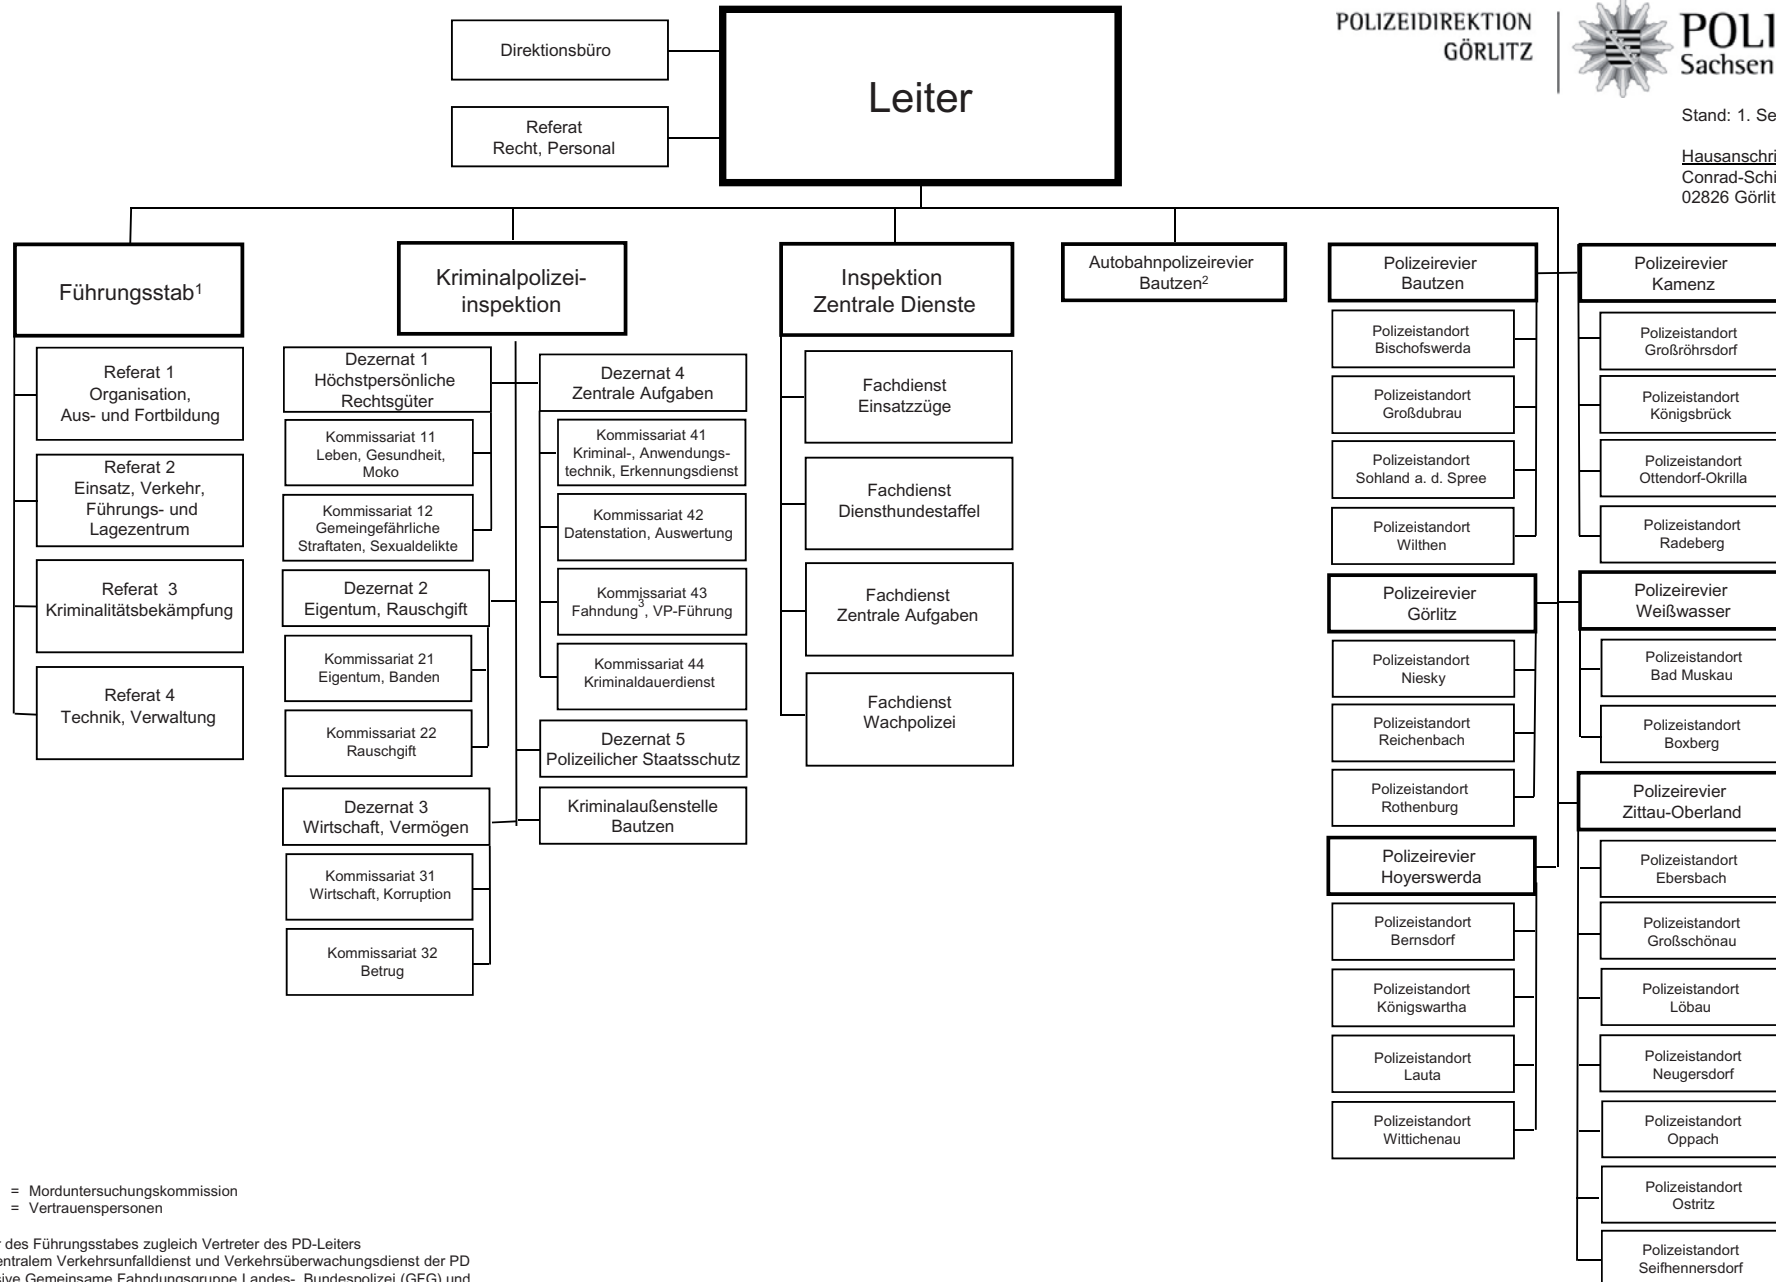 POLIZEIDIREKTION
GÖRLITZ
Sachsen
Stand: 1.
02826
Direktionsbüro
Referat
Recht, Personal
Leiter
Führungsstab¹
Referat 1
Organisation,
Aus- und Fortbildung
Referat 2
Einsatz, Verkehr,
Führungs- und
Lagezentrum
Referat 3
Kriminalitätsbekämpfung
Referat 4
Technik, Verwaltung
Kriminalpolizei-
inspektion
Dezernat 1
Höchstpersönliche
Rechtsgüter
Kommissariat 11
Leben, Gesundheit,
Moko
Kommissariat 12
Gemeingefährliche
Straftaten, Sexualdelikte
Dezernat 2
Eigentum, Rauschgift
Kommissariat 21
Eigentum, Banden
Kommissariat 22
Rauschgift
Dezernat 3
Wirtschaft, Vermögen
Kommissariat 31
Wirtschaft, Korruption
Kommissariat 32
Betrug
Dezernat 4
Zentrale Aufgaben
Kommissariat 41
Kriminal-, Anwendungs-
technik, Erkennungsdienst
Kommissariat 42
Datenstation, Auswertung
Kommissariat 43
Fahndung³, VP-Führung
Kommissariat 44
Kriminaldauerdienst
Dezernat 5
Polizeilicher Staatsschutz
Kriminalaußenstelle
Bautzen
Inspektion
Zentrale Dienste
Fachdienst
Einsatzzüge
Fachdienst
Diensthundestaffel
Fachdienst
Zentrale Aufgaben
Fachdienst
Wachpolizei
Autobahnpolizeirevier
Bautzen²
Polizeirevier
Bautzen
Polizeistandort
Bischofswerda
Polizeistandort
Großdubrau
Polizeistandort
Sohland a. d. Spree
Polizeistandort
Wilthen
Polizeirevier
Görlitz
Polizeistandort
Niesky
Polizeistandort
Reichenbach
Polizeistandort
Rothenburg
Polizeirevier
Hoyerswerda
Polizeistandort
Bernsdorf
Polizeistandort
Königswartha
Polizeistandort
Lauta
Polizeistandort
Wittichenau
Polizeirevier
Kamenz
Polizeistandort
Großröhrsdorf
Polizeistandort
Königsbrück
Polizeistandort
Ottendorf-Okrilla
Polizeistandort
Radeberg
Polizeirevier
Weißwasser
Polizeistandort
Bad Muskau
Polizeistandort
Boxberg
Polizeirevier
Zittau-Oberland
Polizeistandort
Ebersbach
Polizeistandort
Großschönau
Polizeistandort
Löbau
Polizeistandort
Neugersdorf
Polizeistandort
Oppach
Polizeistandort
Ostritz
Polizeistandort
Seifhennersdorf
= Morduntersuchungskommission
= Vertrauenspersonen
des Führungsstabes zugleich Vertreter des PD-Leiters
Verkehrsunfalldienst und Verkehrsüberwachungsdienst der PD
Gemeinsame Fahndungsgruppe Landes-, Bundespolizei (GFG) und